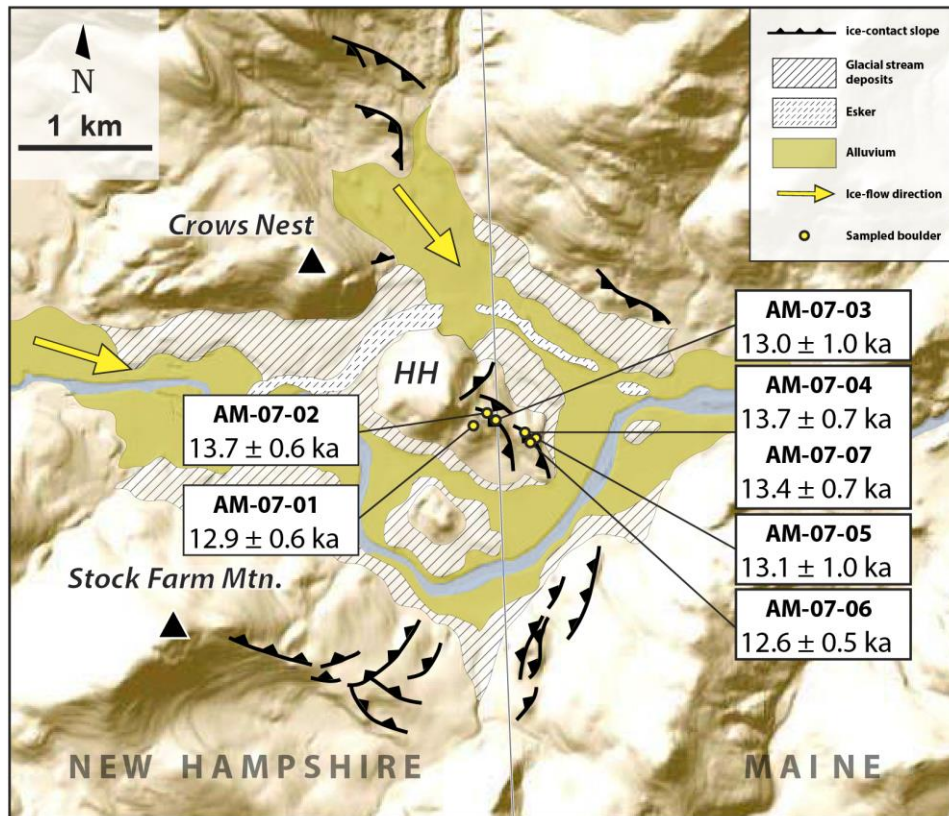 N
1 km
ice-contact slope
Glacial stream
deposits
Esker
Alluvium
Ice-flow direction
Sampled boulder
Crows Nest
HH
AM-07-03
13.0 ± 1.0 ka
AM-07-04
13.7 ± 0.7 ka
AM-07-07
13.4 ± 0.7 ka
AM-07-02
13.7 ± 0.6 ka
AM-07-01
12.9 ± 0.6 ka
AM-07-05
13.1 ± 1.0 ka
AM-07-06
12.6 ± 0.5 ka
Stock Farm Mtn.
NEW HAMPSHIRE
MAINE